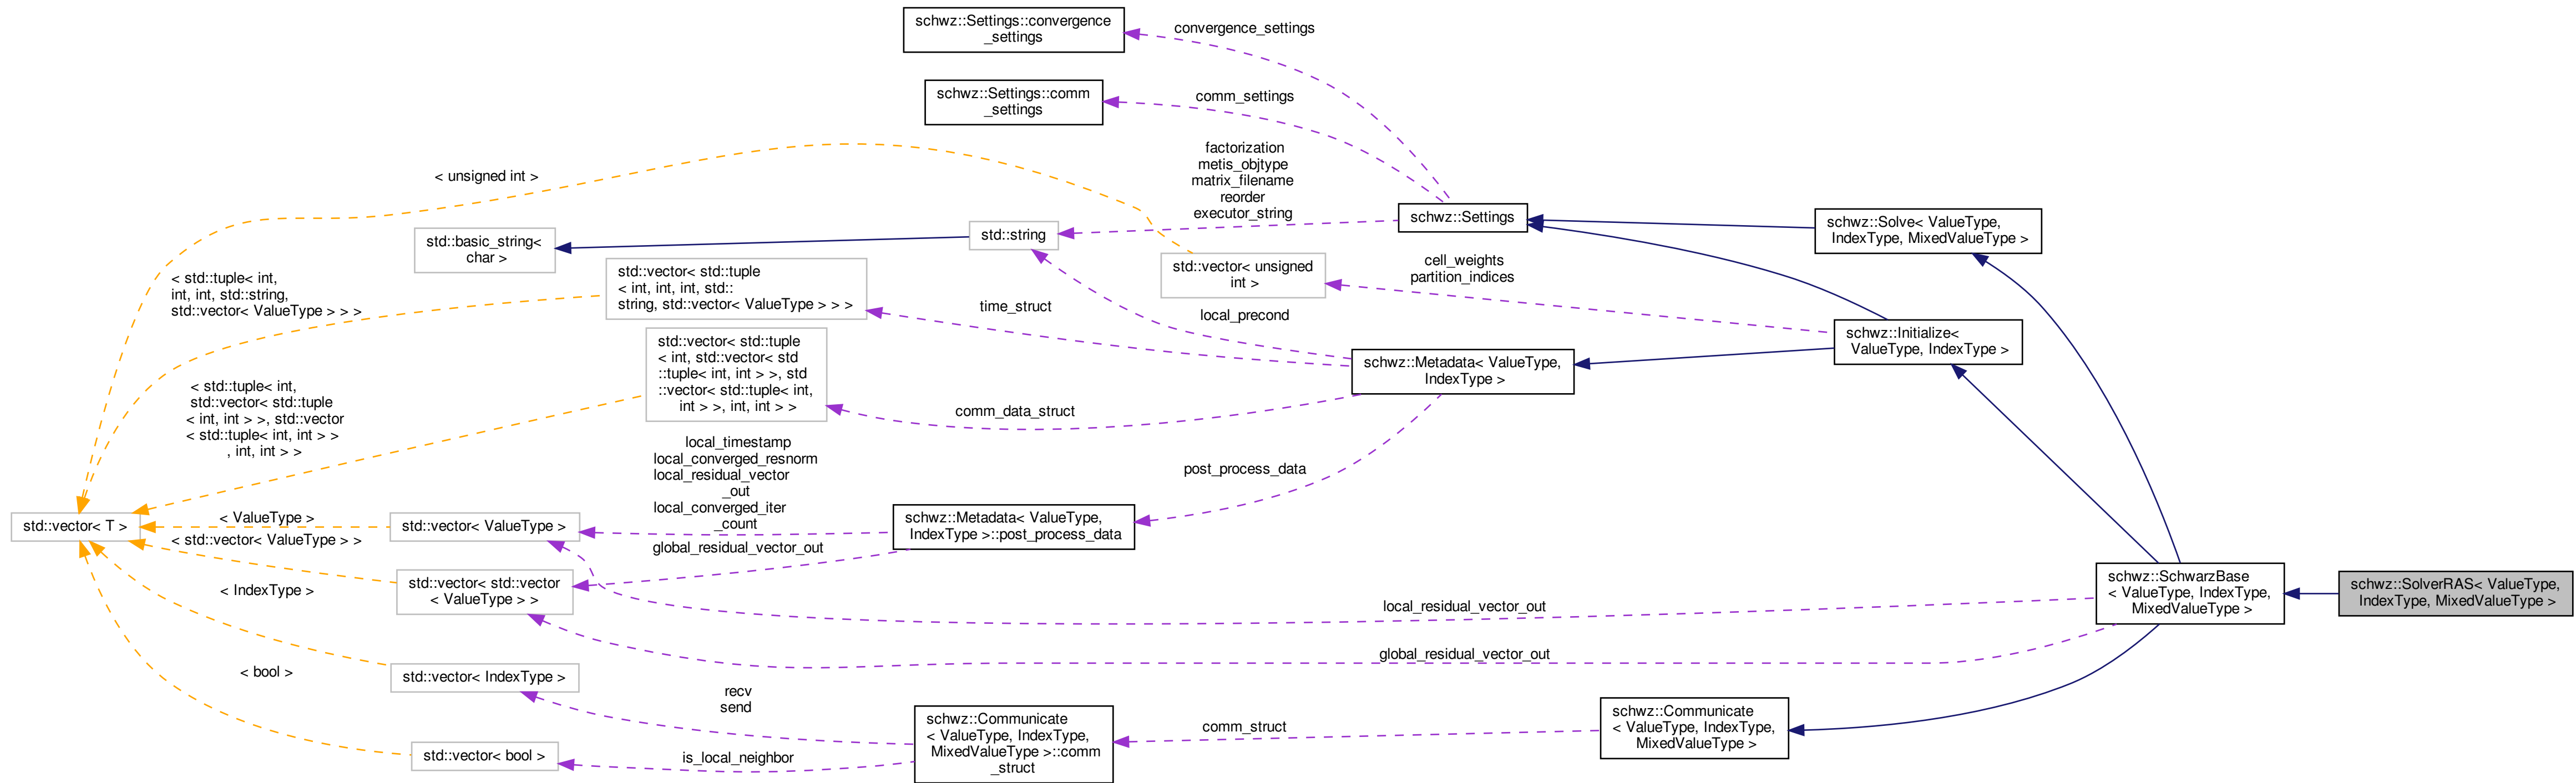 schwz::Settings::convergence
_settings
convergence_settings
schwz::Settings::comm
_settings
comm_settings
factorization
metis_objtype
matrix_filename
reorder
executor_string
< unsigned int >
schwz::Settings
schwz::Solve< ValueType,
IndexType, MixedValueType >
std::string
std::basic_string<
char >
std::vector< unsigned
int >
cell_weights
partition_indices
< std::tuple< int,
int, int, std::string,
std::vector< ValueType > > >
std::vector< std::tuple
< int, int, int, std::
string, std::vector< ValueType > > >
time_struct
local_precond
schwz::Initialize<
ValueType, IndexType >
std::vector< std::tuple
< int, std::vector< std
::tuple< int, int > >, std
::vector< std::tuple< int,
int > >, int, int > >
schwz::Metadata< ValueType,
IndexType >
comm_data_struct
< std::tuple< int,
std::vector< std::tuple
< int, int > >, std::vector
< std::tuple< int, int > >
, int, int > >
local_timestamp
local_converged_resnorm
local_residual_vector
_out
local_converged_iter
_count
post_process_data
std::vector< T >
< ValueType >
std::vector< ValueType >
schwz::Metadata< ValueType,
IndexType >::post_process_data
< std::vector< ValueType > >
global_residual_vector_out
std::vector< std::vector
< ValueType > >
< IndexType >
local_residual_vector_out
schwz::SchwarzBase
< ValueType, IndexType,
MixedValueType >
schwz::SolverRAS< ValueType,
IndexType, MixedValueType >
global_residual_vector_out
< bool >
std::vector< IndexType >
recv
send
schwz::Communicate
< ValueType, IndexType,
MixedValueType >::comm
_struct
comm_struct
schwz::Communicate
< ValueType, IndexType,
MixedValueType >
std::vector< bool >
is_local_neighbor